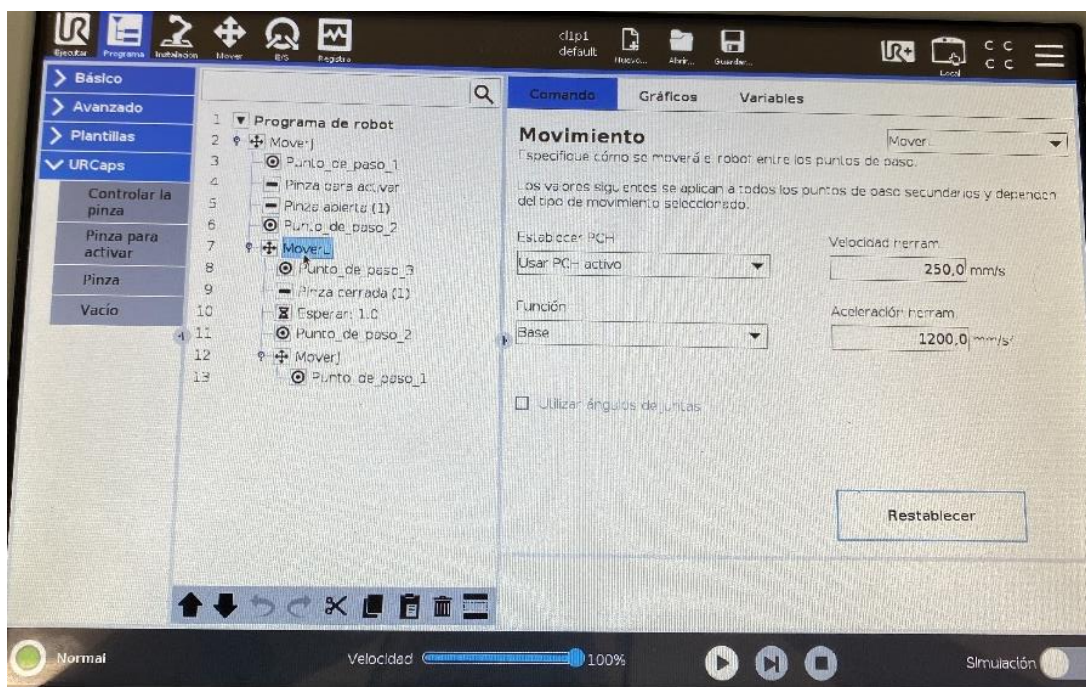 UR
Ejecutar Programa Instalación Mover E/S Registro
clip1
default
Nuevo... Abrir... Guardar...
UR+
Local
C C
C C
Básico
Avanzado
Plantillas
URCaps
Controlar la
pinza
Pinza para
activar
Pinza
Vacío
1 Programa de robot
2 MoverJ
3 Punto_de_paso_1
4 Pinza para activar
5 Pinza abierta (1)
6 Punto_de_paso_2
7 MoverL
8 Punto_de_paso_3
9 Pinza cerrada (1)
10 Esperar: 1.0
11 Punto_de_paso_2
12 MoverJ
13 Punto_de_paso_1
Comando Gráficos Variables
Movimiento
MoverL
Especifique cómo se moverá el robot entre los puntos de paso.
Los valores siguientes se aplican a todos los puntos de paso secundarios y dependen
del tipo de movimiento seleccionado.
Establecer PCH
Usar PCH activo
Velocidad herram.
250,0 mm/s
Función
Base
Aceleración herram.
1200,0 mm/s²
Utilizar ángulos de juntas
Restablecer
Normal
Velocidad 100%
Simulación